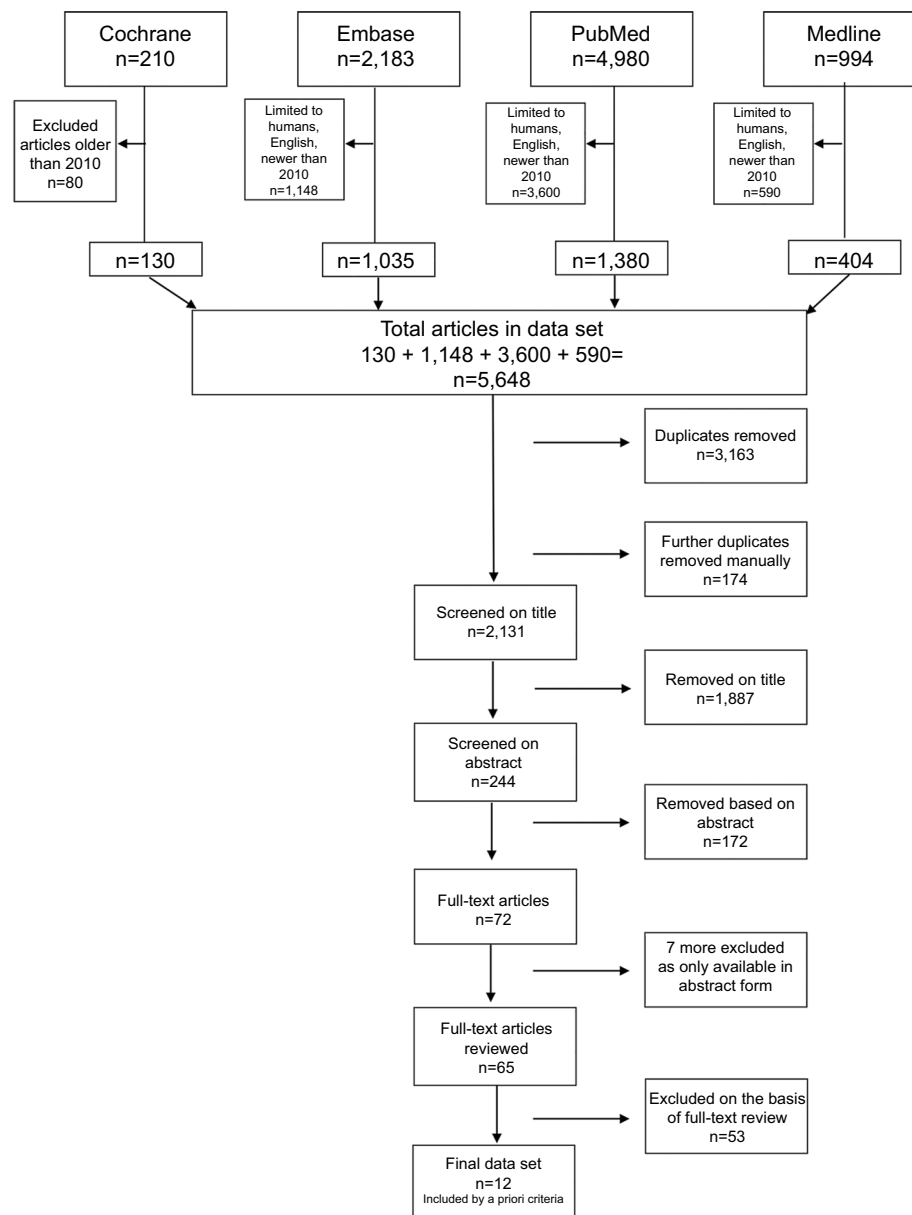 Cochrane
n=210
Embase
n=2,183
PubMed
n=4,980
Medline
n=994
Excluded
articles older
than 2010
n=80
Limited to
humans,
English,
newer than
2010
n=1,148
Limited to
humans,
English,
newer than
2010
n=3,600
Limited to
humans,
English,
newer than
2010
n=590
n=130
n=1,035
n=1,380
n=404
Total articles in data set
130 + 1,148 + 3,600 + 590=
n=5,648
Duplicates removed
n=3,163
Further duplicates
removed manually
n=174
Screened on title
n=2,131
Removed on title
n=1,887
Screened on
abstract
n=244
Removed based on
abstract
n=172
Full-text articles
n=72
7 more excluded
as only available in
abstract form
Full-text articles
reviewed
n=65
Excluded on the basis
of full-text review
n=53
Final data set
n=12
Included by a priori criteria